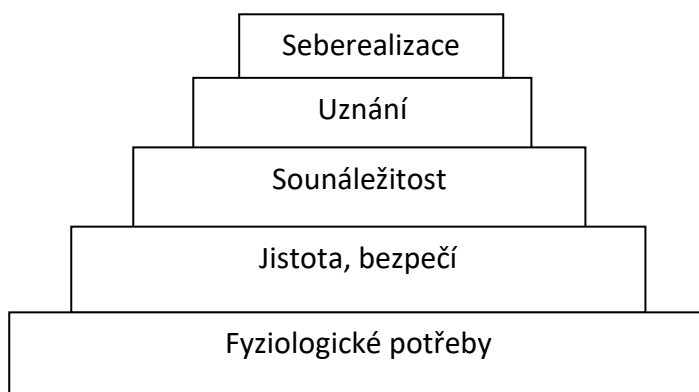 Seberealizace
Uznání
Sounáležitost
Jistota, bezpečí
Fyziologické potřeby